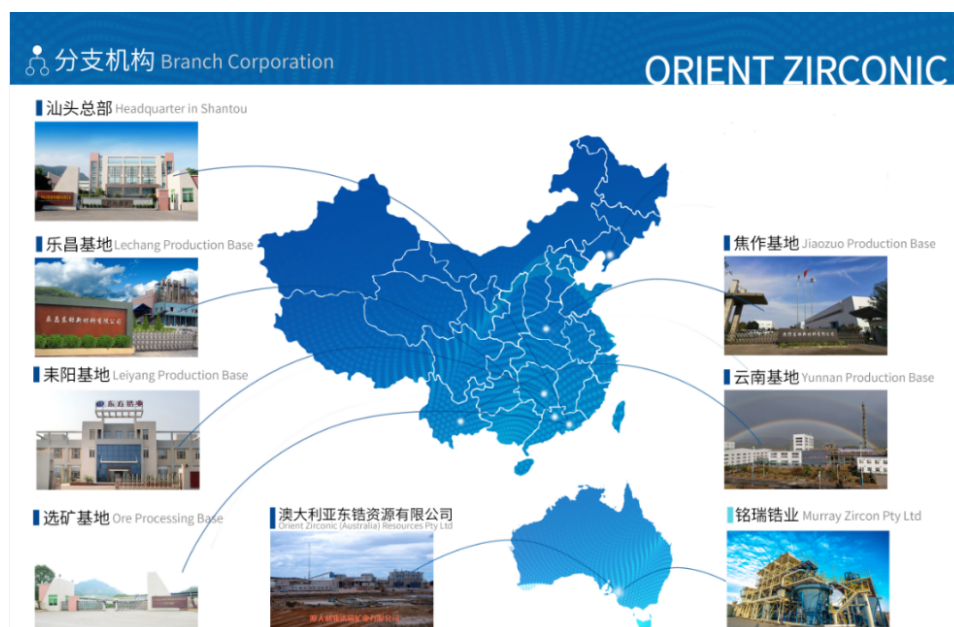 分支机构 Branch Corporation
ORIENT ZIRCONIC
汕头总部 Headquarter in Shantou
乐昌基地 Lechang Production Base
耒阳基地 Leiyang Production Base
东方锆业
选矿基地 Ore Processing Base
澳大利亚东锆资源有限公司
Orient Zirconic (Australia) Resources Pty Ltd
焦作基地 Jiaozuo Production Base
云南基地 Yunnan Production Base
铭瑞锆业 Murray Zircon Pty Ltd